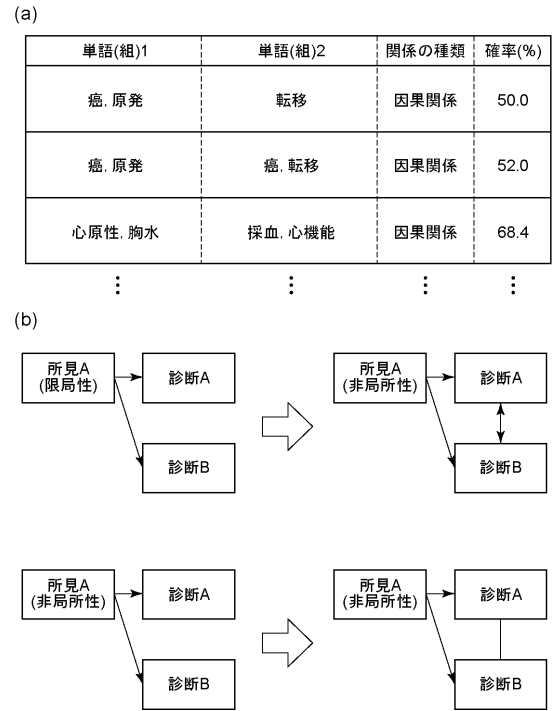 (a)
単語(組)1 単語(組)2 関係の種類 確率(%)
癌, 原発 転移 因果関係 50.0
癌, 原発 癌, 転移 因果関係 52.0
心原性, 胸水 採血, 心機能 因果関係 68.4
⋮ ⋮ ⋮ ⋮
(b)
所見A
(限局性)
診断A
診断B
所見A
(非局所性)
診断A
診断B
所見A
(非局所性)
診断A
診断B
所見A
(非局所性)
診断A
診断B